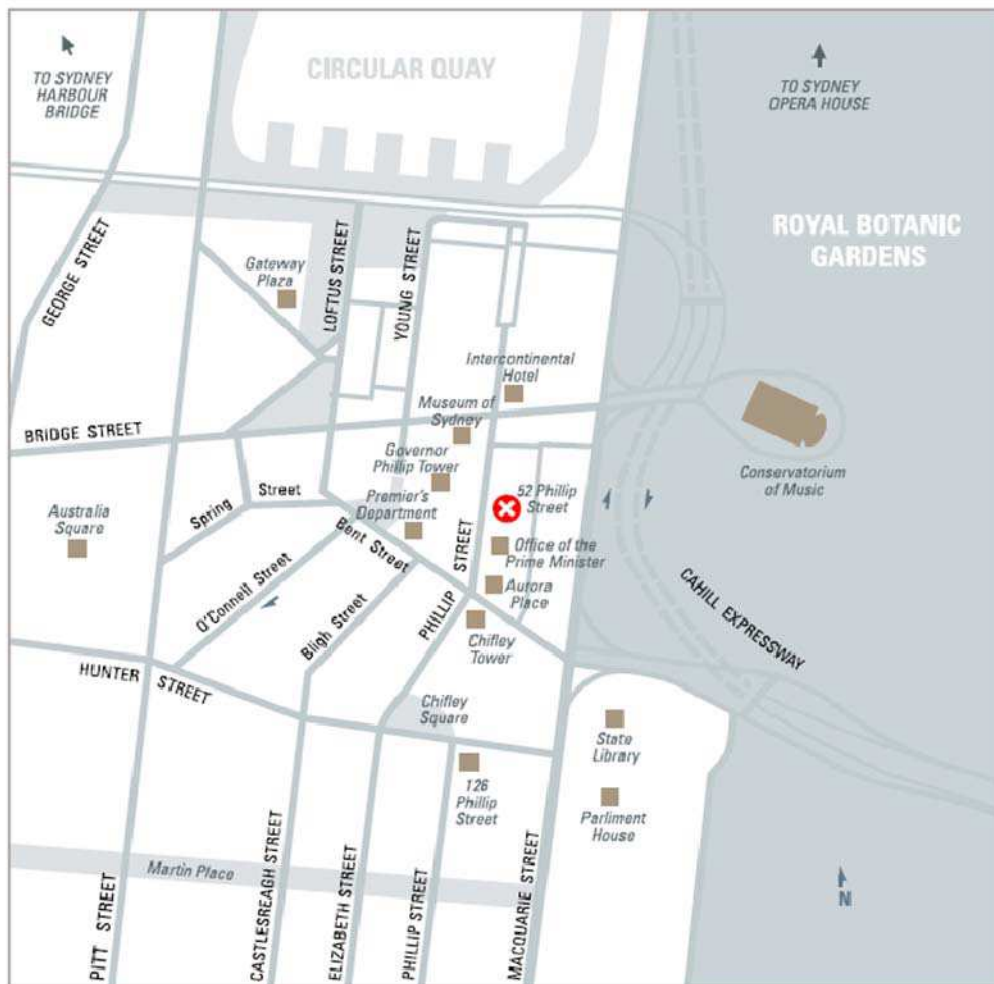 CIRCULAR QUAY
TO SYDNEY
HARBOUR
BRIDGE
TO SYDNEY
OPERA HOUSE
ROYAL BOTANIC
GARDENS
GEORGE STREET
Gateway
Plaza
LOFTUS STREET
YOUNG STREET
Intercontinental
Hotel
Museum of
Sydney
BRIDGE STREET
Governor
Phillip Tower
Conservatorium
of Music
Spring Street
Premier's
Department
52 Phillip
Street
Australia
Square
Bent Street
STREET
Office of the
Prime Minister
O'Connell Street
Aurora
Place
Bligh Street
PHILLIP
Chifley
Tower
CAHILL EXPRESSWAY
HUNTER STREET
Chifley
Square
State
Library
126
Phillip
Street
Parliment
House
Martin Place
PITT STREET
CASTLESREAGH STREET
ELIZABETH STREET
PHILLIP STREET
MACQUARIE STREET
N